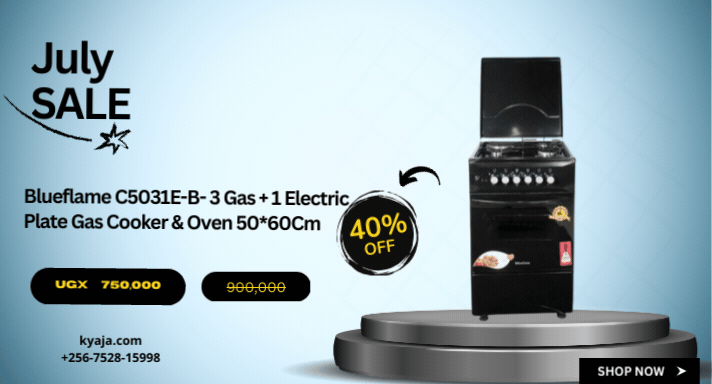 July
SALE
Blueflame C5031E-B- 3 Gas + 1 Electric
Plate Gas Cooker & Oven 50*60Cm
40%
OFF
UGX 750,000
900,000
kyaja.com
+256-7528-15998
SHOP NOW